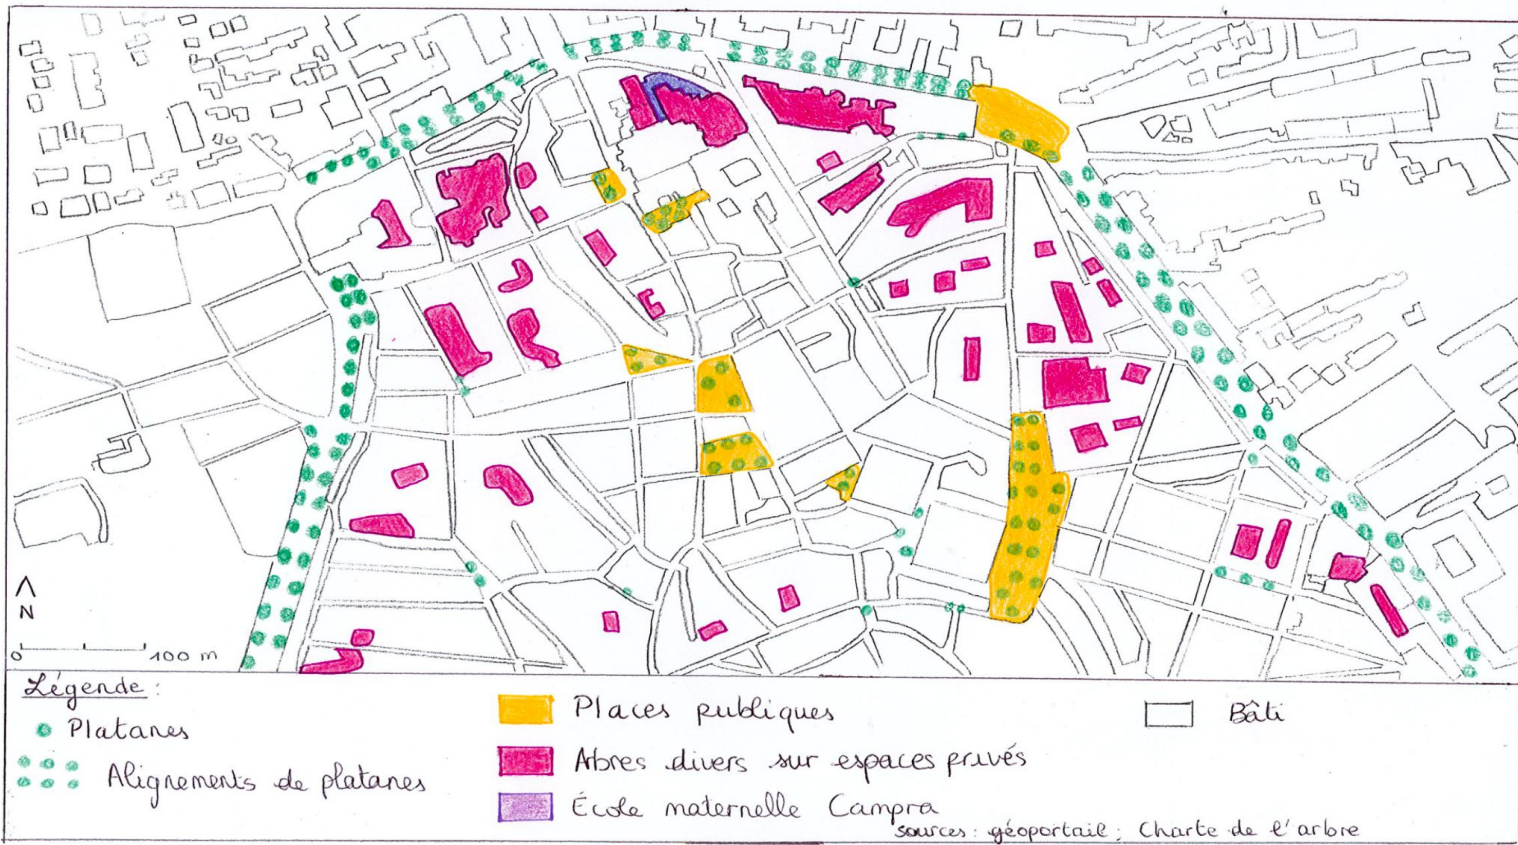 N
0 100 m
Légende :
Platanes
Alignements de platanes
Places publiques
Arbres divers sur espaces privés
École maternelle Campra
Bâti
sources : géoportail ; Charte de l'arbre